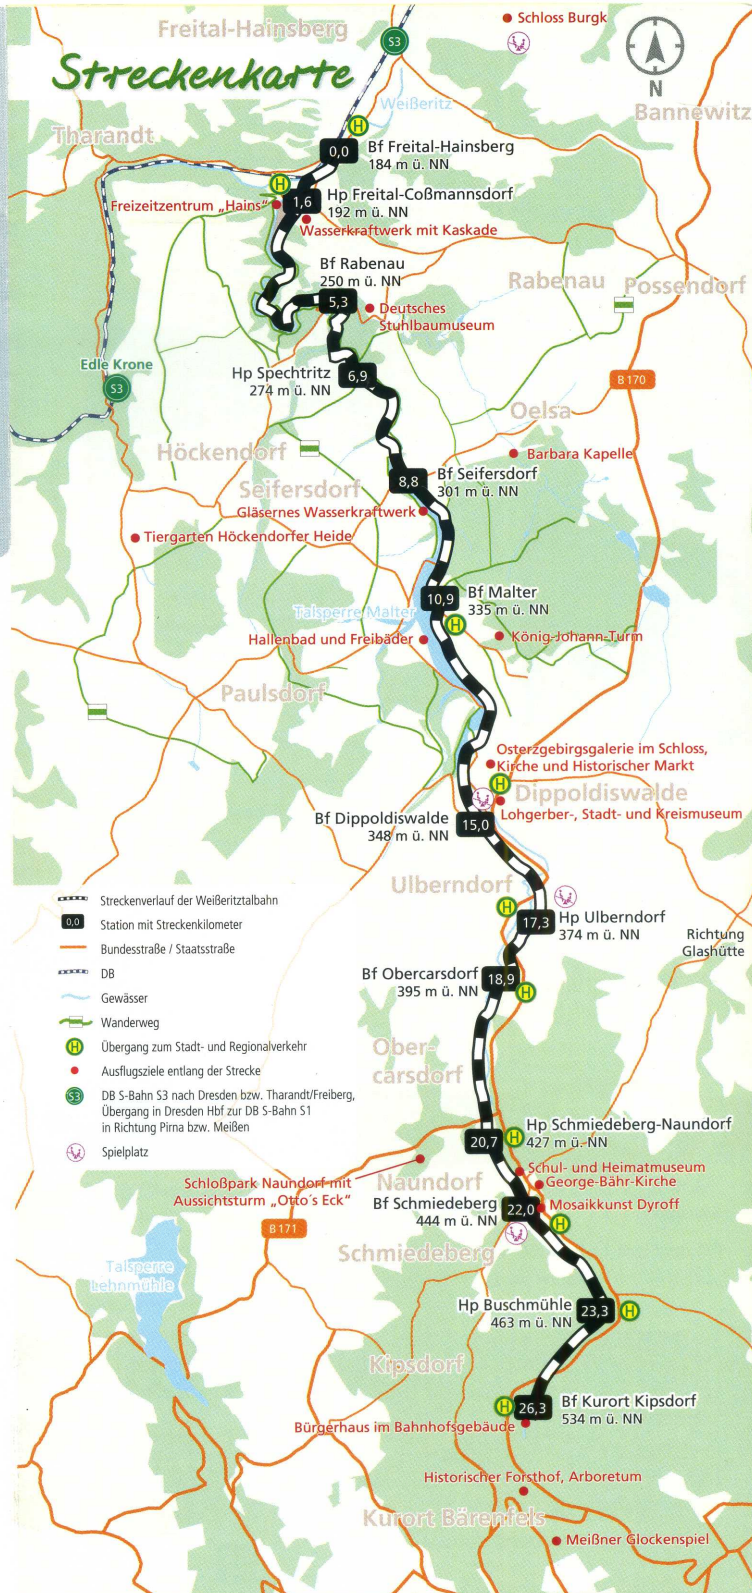 Freital-Hainsberg
Schloss Burgk
S3
Streckenkarte
N
Weißeritz
Bannewitz
Tharandt
H
0,0
Bf Freital-Hainsberg
184 m ü. NN
H
Hp Freital-Coßmannsdorf
192 m ü. NN
1,6
Freizeitzentrum „Hains“
Wasserkraftwerk mit Kaskade
Bf Rabenau
250 m ü. NN
Rabenau
Possendorf
5,3
Deutsches
Stuhlbaumuseum
Edle Krone
S3
Hp Spechtritz
274 m ü. NN
6,9
B 170
Oelsa
Höckendorf
Barbara Kapelle
Seifersdorf
8,8
Bf Seifersdorf
301 m ü. NN
Gläsernes Wasserkraftwerk
Tiergarten Höckendorfer Heide
10,9
Bf Malter
335 m ü. NN
Talsperre Malter
H
Hallenbad und Freibäder
König-Johann-Turm
Paulsdorf
Osterzgebirgsgalerie im Schloss,
Kirche und Historischer Markt
H
Dippoldiswalde
Lohgerber-, Stadt- und Kreismuseum
Bf Dippoldiswalde
348 m ü. NN
15,0
Ulberndorf
H
17,3
Hp Ulberndorf
374 m ü. NN
Richtung
Glashütte
Bf Obercarsdorf
395 m ü. NN
18,9
H
Streckenverlauf der Weißeritztalbahn
0,0
Station mit Streckenkilometer
Bundesstraße / Staatsstraße
DB
Gewässer
Wanderweg
H
Übergang zum Stadt- und Regionalverkehr
Ausflugsziele entlang der Strecke
S3
DB S-Bahn S3 nach Dresden bzw. Tharandt/Freiberg,
Übergang in Dresden Hbf zur DB S-Bahn S1
in Richtung Pirna bzw. Meißen
Spielplatz
Ober-
carsdorf
20,7
H
Hp Schmiedeberg-Naundorf
427 m ü. NN
Schul- und Heimatmuseum
George-Bähr-Kirche
Schloßpark Naundorf mit
Aussichtsturm „Otto´s Eck“
Naundorf
Bf Schmiedeberg
444 m ü. NN
22,0
Mosaikkunst Dyroff
H
B 171
Schmiedeberg
Talsperre
Lehnmühle
Hp Buschmühle
463 m ü. NN
23,3
H
Kipsdorf
H
26,3
Bf Kurort Kipsdorf
534 m ü. NN
Bürgerhaus im Bahnhofsgebäude
Historischer Forsthof, Arboretum
Kurort Bärenfels
Meißner Glockenspiel